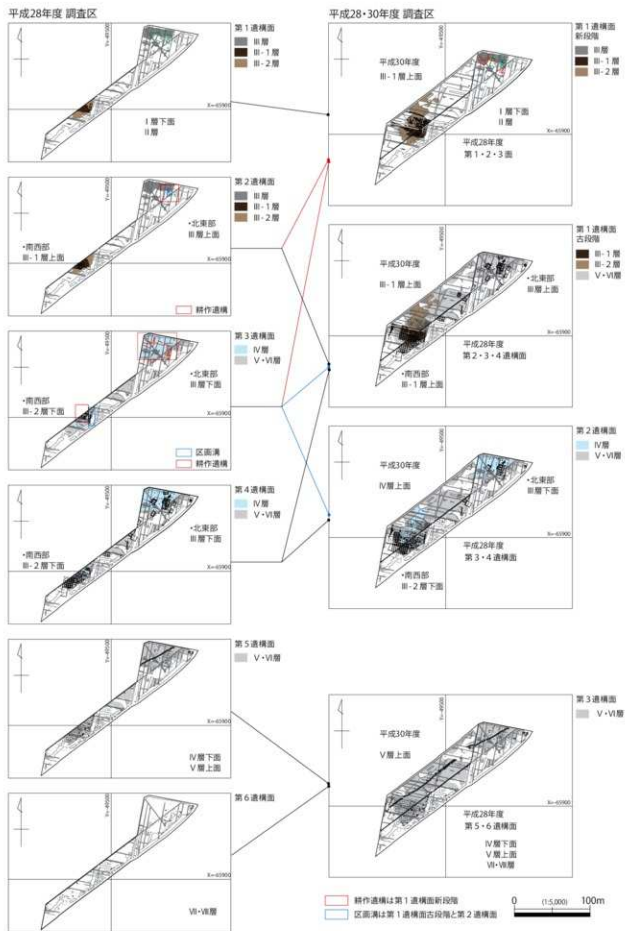 平成28年度 調査区
第1遺構面
III層
III-1層
III-2層
Y=-49500
X=-65900
I層下面
II層
第2遺構面
III層
III-1層
III-2層
Y=-49500
X=-65900
・北東部
III層上面
・南西部
III-1層上面
耕作遺構
第3遺構面
IV層
V・VI層
Y=-49500
X=-65900
・北東部
III層下面
・南西部
III-2層下面
区画溝
耕作遺構
第4遺構面
IV層
V・VI層
Y=-49500
X=-65900
・北東部
III層下面
・南西部
III-2層下面
第5遺構面
V・VI層
Y=-49500
X=-65900
IV層下面
V層上面
第6遺構面
Y=-49500
X=-65900
VII・VIII層
平成28・30年度 調査区
第1遺構面
新段階
III層
III-1層
III-2層
Y=-49500
X=-65900
平成30年度
III-1層上面
I層下面
II層
平成28年度
第1・2・3面
第1遺構面
古段階
III-1層
III-2層
V・VI層
Y=-49500
X=-65900
平成30年度
III-1層上面
・北東部
III層上面
平成28年度
第2・3・4遺構面
・南西部
III-1層上面
第2遺構面
IV層
V・VI層
Y=-49500
X=-65900
平成30年度
IV層上面
・北東部
III層下面
平成28年度
第3・4遺構面
・南西部
III-2層下面
第3遺構面
V・VI層
Y=-49500
X=-65900
平成30年度
V層上面
平成28年度
第5・6遺構面
IV層下面
V層上面
VII・VIII層
耕作遺構は第1遺構面新段階
区画溝は第1遺構面古段階と第2遺構面
0 (1:5,000) 100m